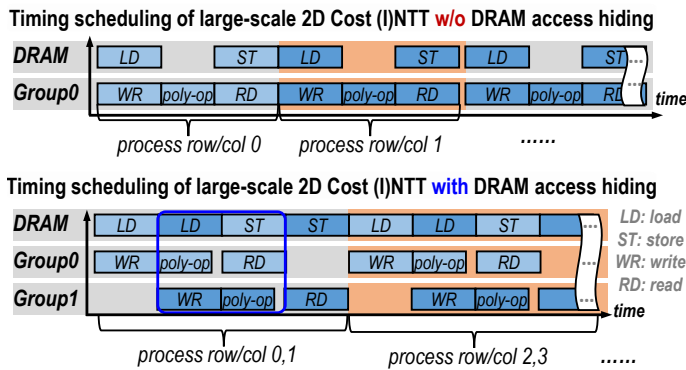 Timing scheduling of large-scale 2D Cost (I)NTT w/o DRAM access hiding
DRAM LD ST LD ST LD ST ...
Group0 WR poly-op RD WR poly-op RD WR poly-op RD
time
process row/col 0 process row/col 1 ......
Timing scheduling of large-scale 2D Cost (I)NTT with DRAM access hiding
DRAM LD LD ST ST LD LD ST ... LD: load
ST: store
Group0 WR poly-op RD WR poly-op RD ... WR: write
RD: read
Group1 WR poly-op RD WR poly-op ... time
process row/col 0,1 process row/col 2,3 ......